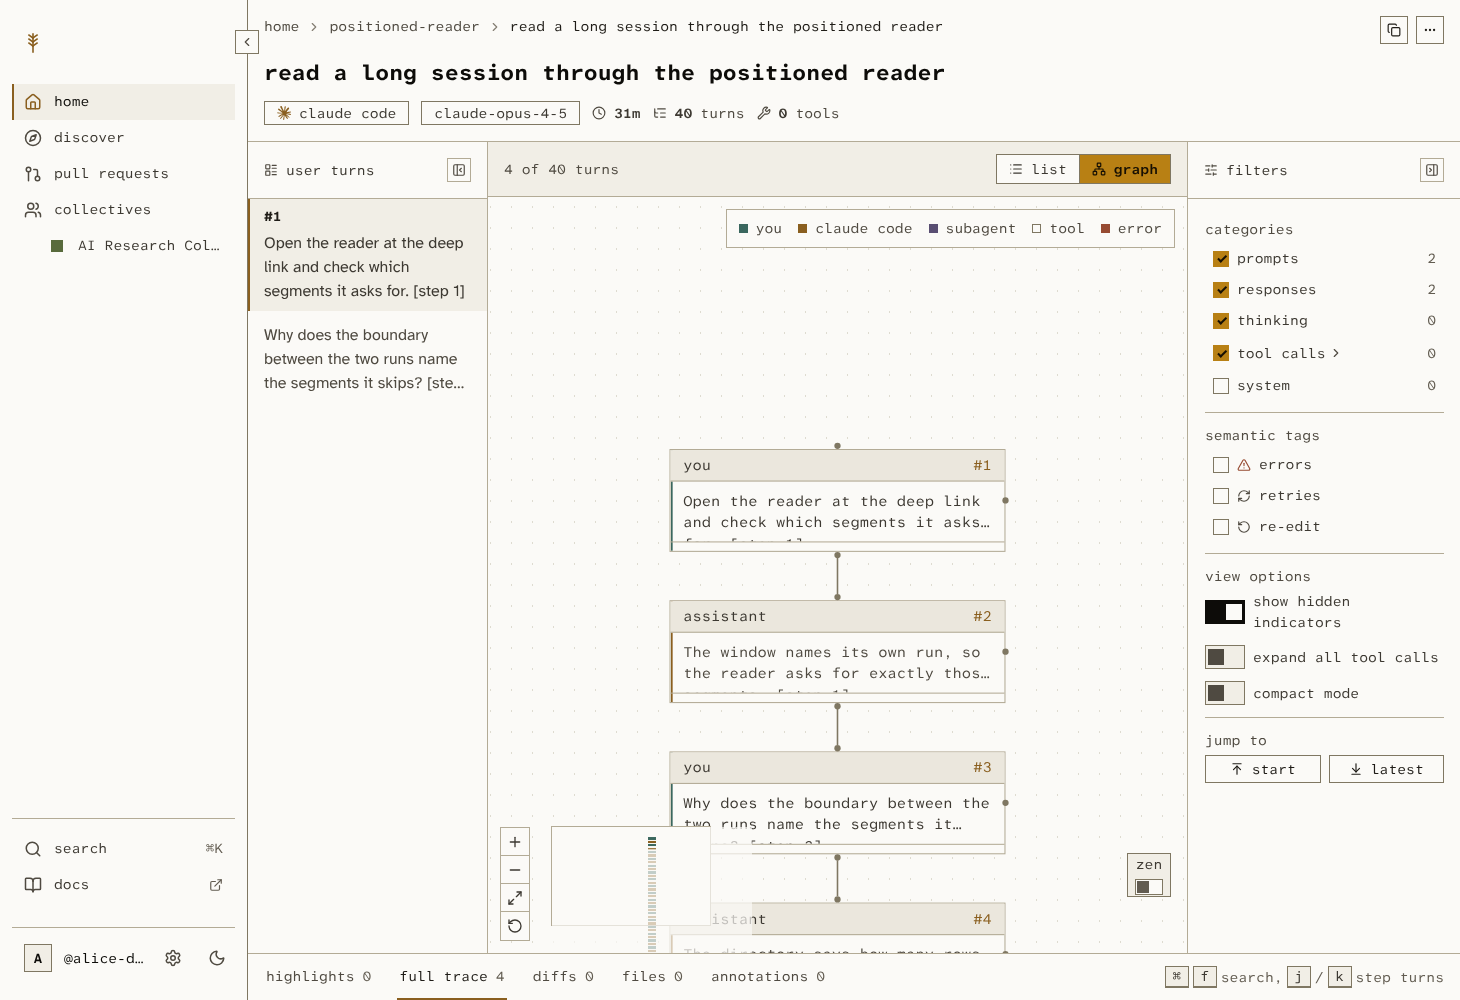 home
discover
pull requests
collectives
AI Research Col...
search ⌘K
docs
A @alice-d...
home > positioned-reader > read a long session through the positioned reader
read a long session through the positioned reader
claude code claude-opus-4-5 31m 40 turns 0 tools
user turns
#1
Open the reader at the deep
link and check which
segments it asks for. [step 1]
Why does the boundary
between the two runs name
the segments it skips? [ste...
4 of 40 turns
list graph
you claude code subagent tool error
you #1
Open the reader at the deep link
and check which segments it asks…
assistant #2
The window names its own run, so
the reader asks for exactly thos…
you #3
Why does the boundary between the
two runs name the segments it…
#4
zen
filters
categories
prompts 2
responses 2
thinking 0
tool calls > 0
system 0
semantic tags
errors
retries
re-edit
view options
show hidden
indicators
expand all tool calls
compact mode
jump to
start latest
highlights 0 full trace 4 diffs 0 files 0 annotations 0
⌘ f search, j / k step turns